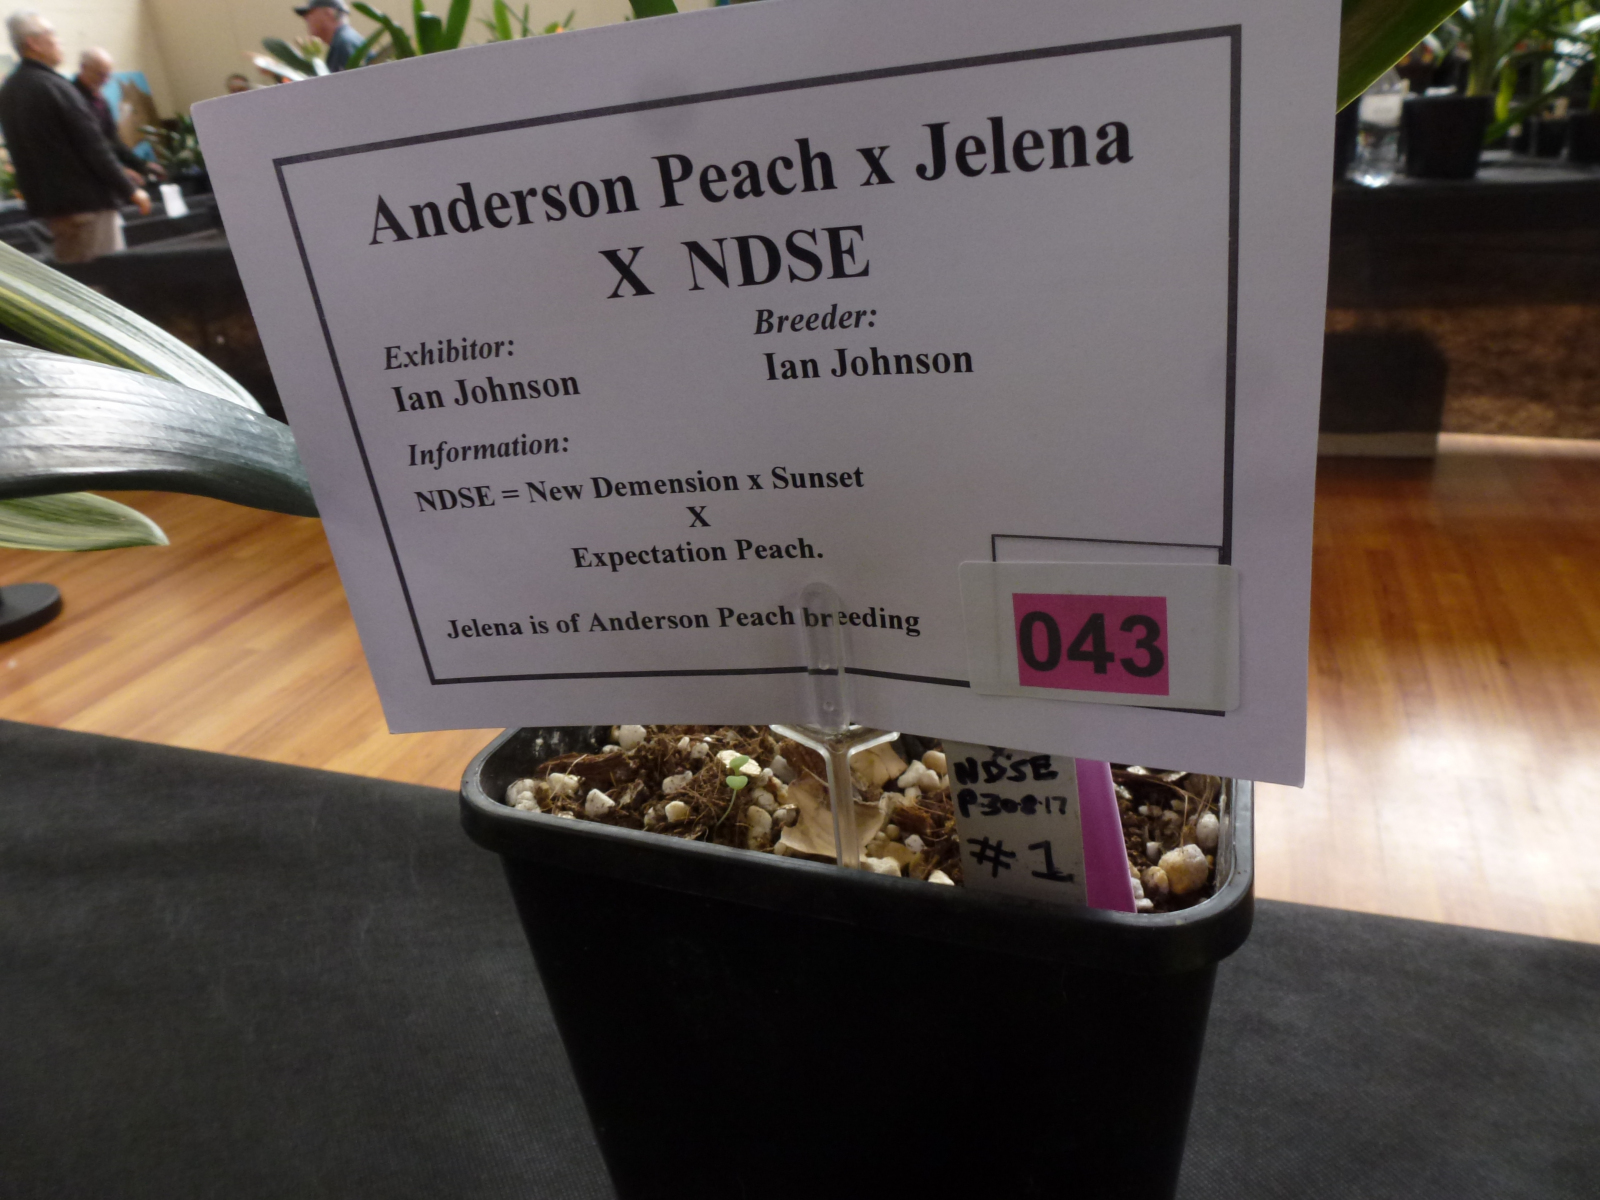 Anderson Peach x Jelena
X NDSE
Exhibitor:
Ian Johnson
Breeder:
Ian Johnson
Information:
NDSE = New Demension x Sunset
X
Expectation Peach.
Jelena is of Anderson Peach breeding
043
NDSE
P30817
#1